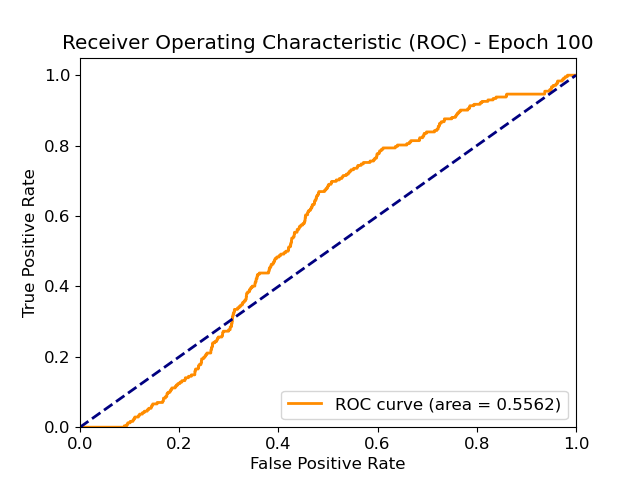 Receiver Operating Characteristic (ROC) - Epoch 100
True Positive Rate
1.0
0.8
0.6
0.4
0.2
0.0
ROC curve (area = 0.5562)
0.0 0.2 0.4 0.6 0.8 1.0
False Positive Rate